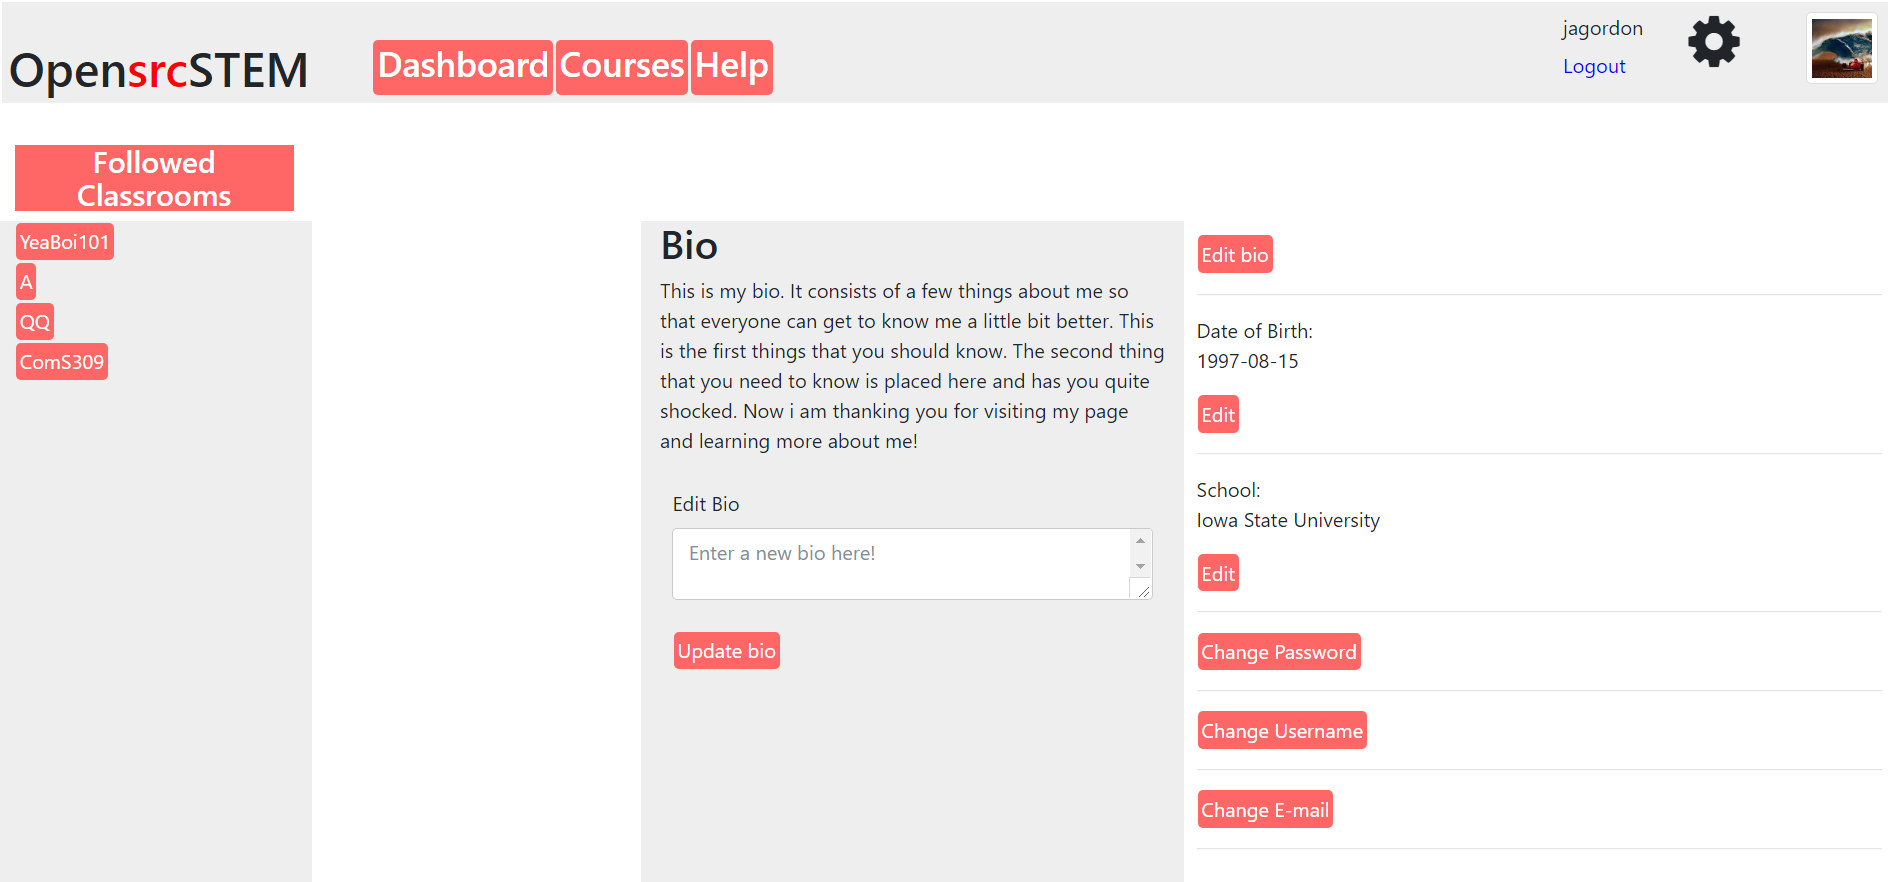 OpensrcSTEM
Dashboard Courses Help
jagordon
Logout
Followed
Classrooms
YeaBoi101
A
QQ
ComS309
Bio
This is my bio. It consists of a few things about me so
that everyone can get to know me a little bit better. This
is the first things that you should know. The second thing
that you need to know is placed here and has you quite
shocked. Now i am thanking you for visiting my page
and learning more about me!
Edit Bio
Enter a new bio here!
Update bio
Edit bio
Date of Birth:
1997-08-15
Edit
School:
Iowa State University
Edit
Change Password
Change Username
Change E-mail